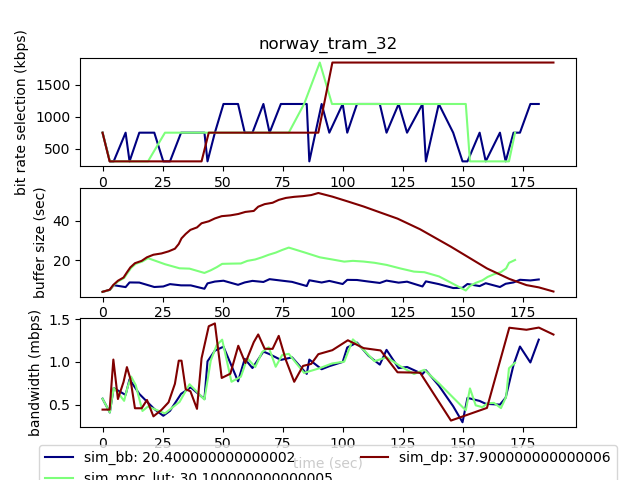 norway_tram_32
bit rate selection (kbps)
1500
1000
500
0 25 50 75 100 125 150 175
buffer size (sec)
40
20
0 25 50 75 100 125 150 175
bandwidth (mbps)
1.5
1.0
0.5
0 25 50 75 100 125 150 175
time (sec)
sim_bb: 20.400000000000002
sim_dp: 37.9000000000000006
sim_mpc_lut: 30.100000000000005